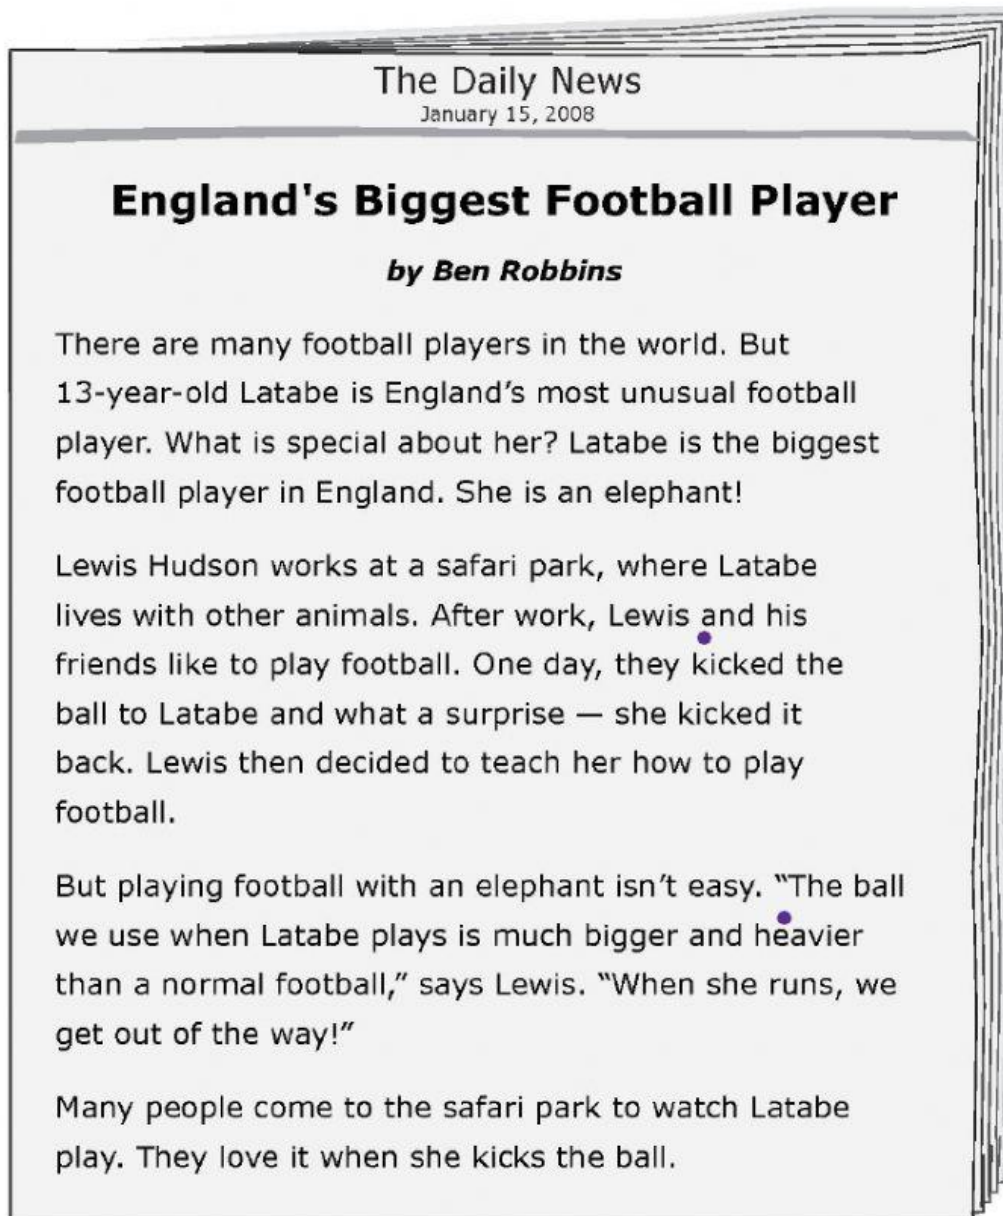 The Daily News
January 15, 2008
England's Biggest Football Player
by Ben Robbins
There are many football players in the world. But
13-year-old Latabe is England's most unusual football
player. What is special about her? Latabe is the biggest
football player in England. She is an elephant!
Lewis Hudson works at a safari park, where Latabe
lives with other animals. After work, Lewis and his
friends like to play football. One day, they kicked the
ball to Latabe and what a surprise — she kicked it
back. Lewis then decided to teach her how to play
football.
But playing football with an elephant isn't easy. “The ball
we use when Latabe plays is much bigger and heavier
than a normal football,” says Lewis. “When she runs, we
get out of the way!”
Many people come to the safari park to watch Latabe
play. They love it when she kicks the ball.